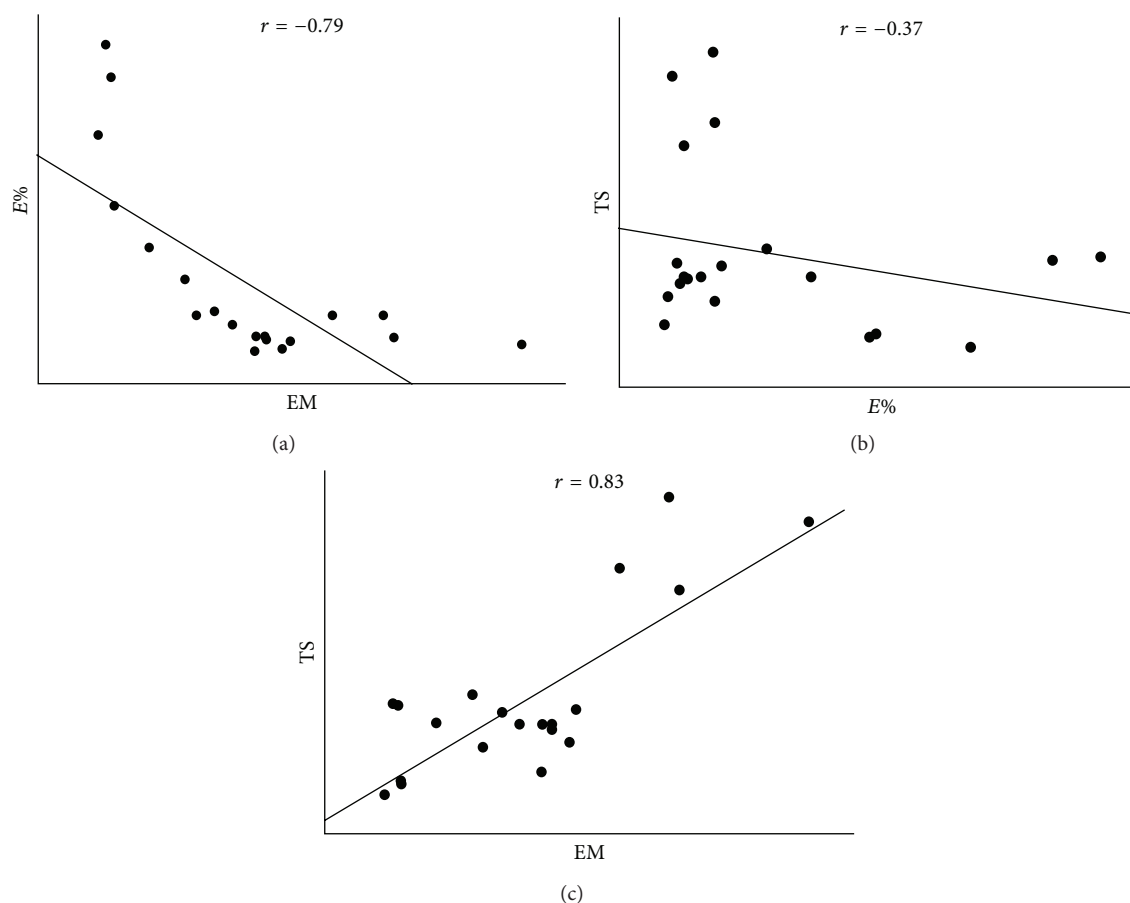 r = −0.79
E%
EM
(a)
r = −0.37
TS
E%
(b)
r = 0.83
TS
EM
(c)